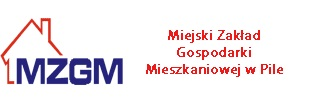 MZGM
Miejski Zakład
Gospodarki
Mieszkaniowej w Pile